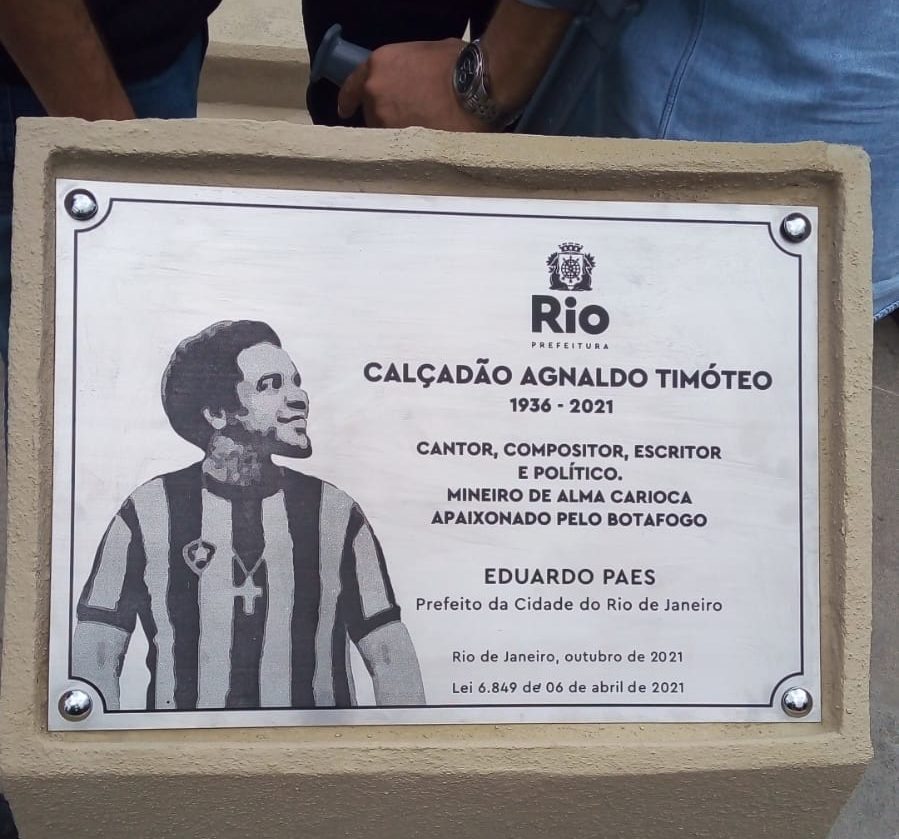 Rio
PREFEITURA
CALÇADÃO AGNALDO TIMÓTEO
1936 - 2021
CANTOR, COMPOSITOR, ESCRITOR
E POLÍTICO.
MINEIRO DE ALMA CARIOCA
APAIXONADO PELO BOTAFOGO
EDUARDO PAES
Prefeito da Cidade do Rio de Janeiro
Rio de Janeiro, outubro de 2021
Lei 6.849 de 06 de abril de 2021